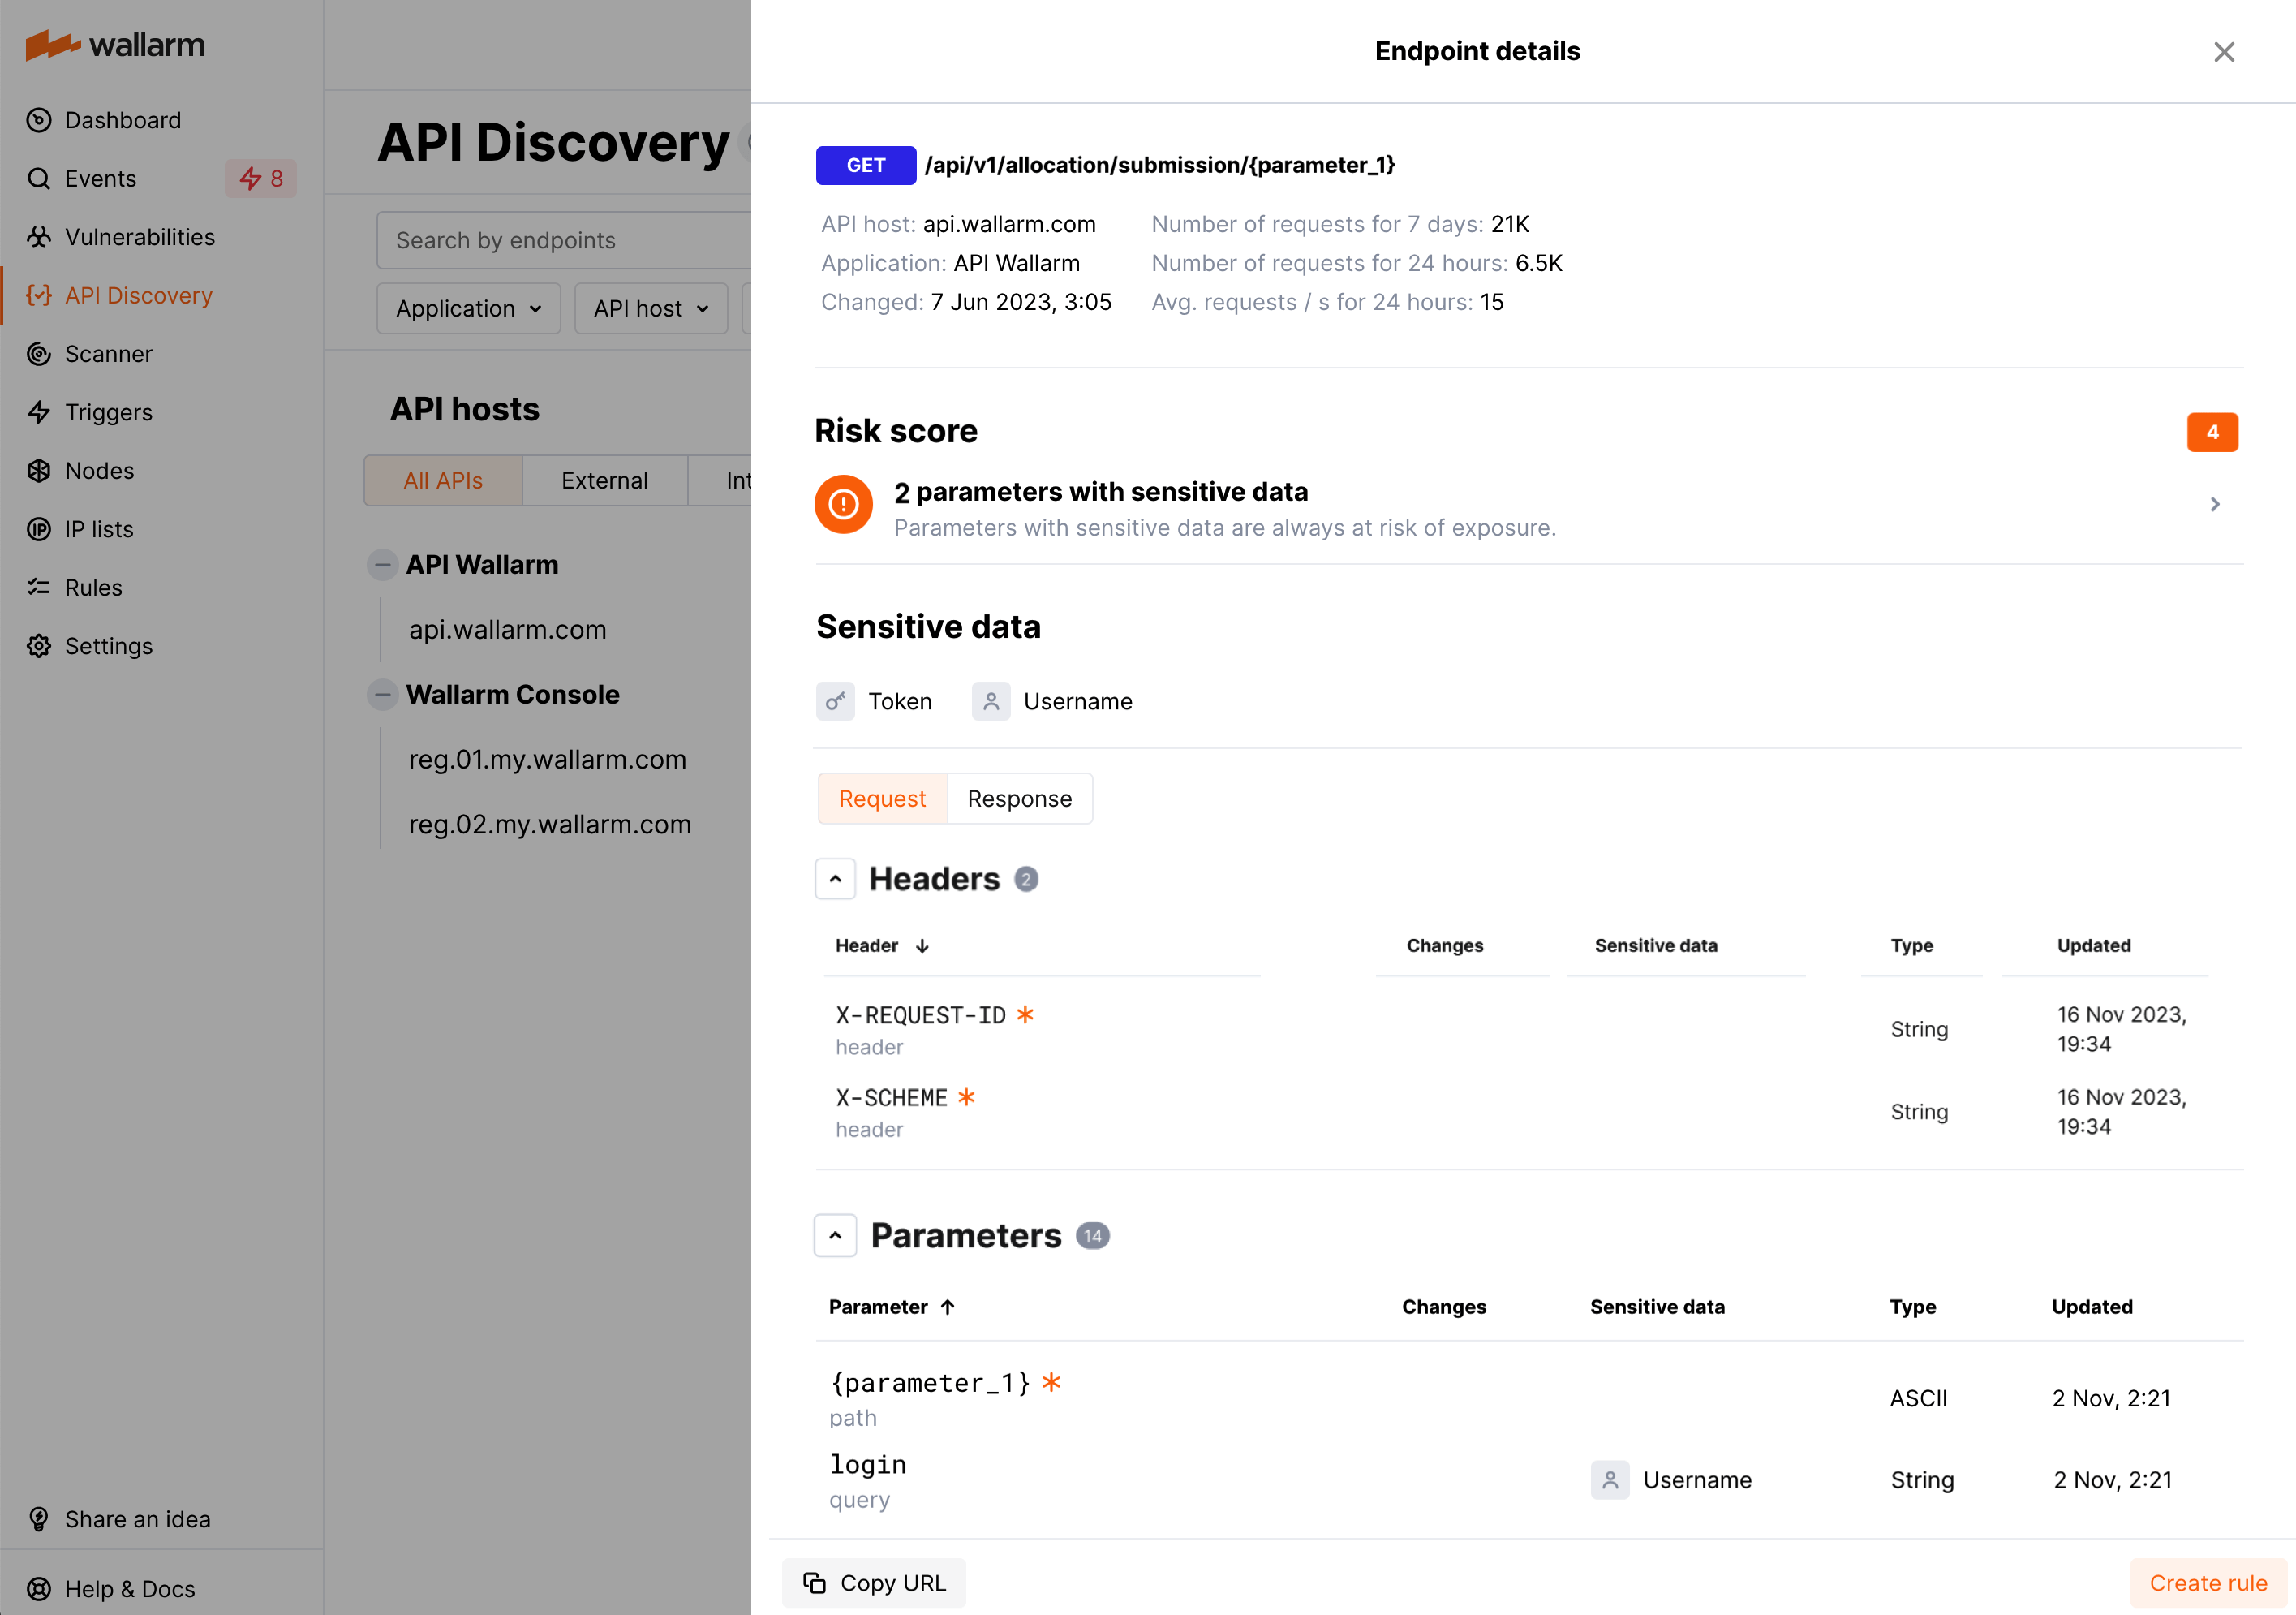 wallarm
Dashboard
Events
8
Vulnerabilities
API Discovery
Scanner
Triggers
Nodes
IP lists
Rules
Settings
Share an idea
Help & Docs
API Discovery
Search by endpoints
Application
API host
API hosts
All APIs
External
Int
API Wallarm
api.wallarm.com
Wallarm Console
reg.01.my.wallarm.com
reg.02.my.wallarm.com
Endpoint details
GET /api/v1/allocation/submission/{parameter_1}
API host: api.wallarm.com
Number of requests for 7 days: 21K
Application: API Wallarm
Number of requests for 24 hours: 6.5K
Changed: 7 Jun 2023, 3:05
Avg. requests / s for 24 hours: 15
Risk score
4
2 parameters with sensitive data
Parameters with sensitive data are always at risk of exposure.
Sensitive data
Token
Username
Request
Response
Headers 2
Header Changes Sensitive data Type Updated
X-REQUEST-ID *
header
String
16 Nov 2023,
19:34
X-SCHEME *
header
String
16 Nov 2023,
19:34
Parameters 14
Parameter Changes Sensitive data Type Updated
{parameter_1} *
path
ASCII
2 Nov, 2:21
login
query
Username
String
2 Nov, 2:21
Copy URL
Create rule